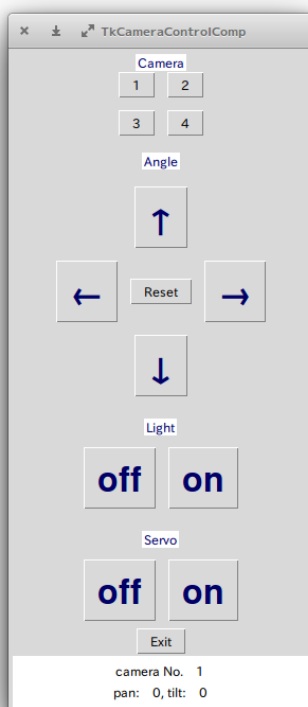 TkCameraControlComp
Camera
1 2
3 4
Angle
↑
← Reset →
↓
Light
off on
Servo
off on
Exit
camera No. 1
pan: 0, tilt: 0